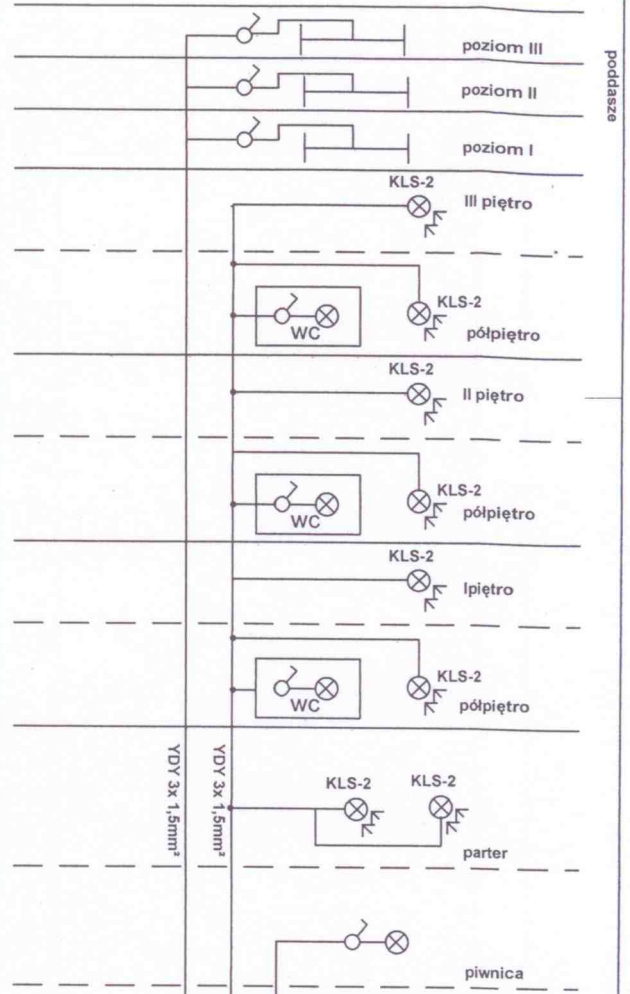 poddasze
poziom III
poziom II
poziom I
KLS-2
III piętro
KLS-2
WC
półpiętro
KLS-2
II piętro
KLS-2
WC
półpiętro
KLS-2
Ipiętro
KLS-2
WC
półpiętro
YDY 3x 1,5mm²
YDY 3x 1,5mm²
KLS-2
KLS-2
parter
piwnica